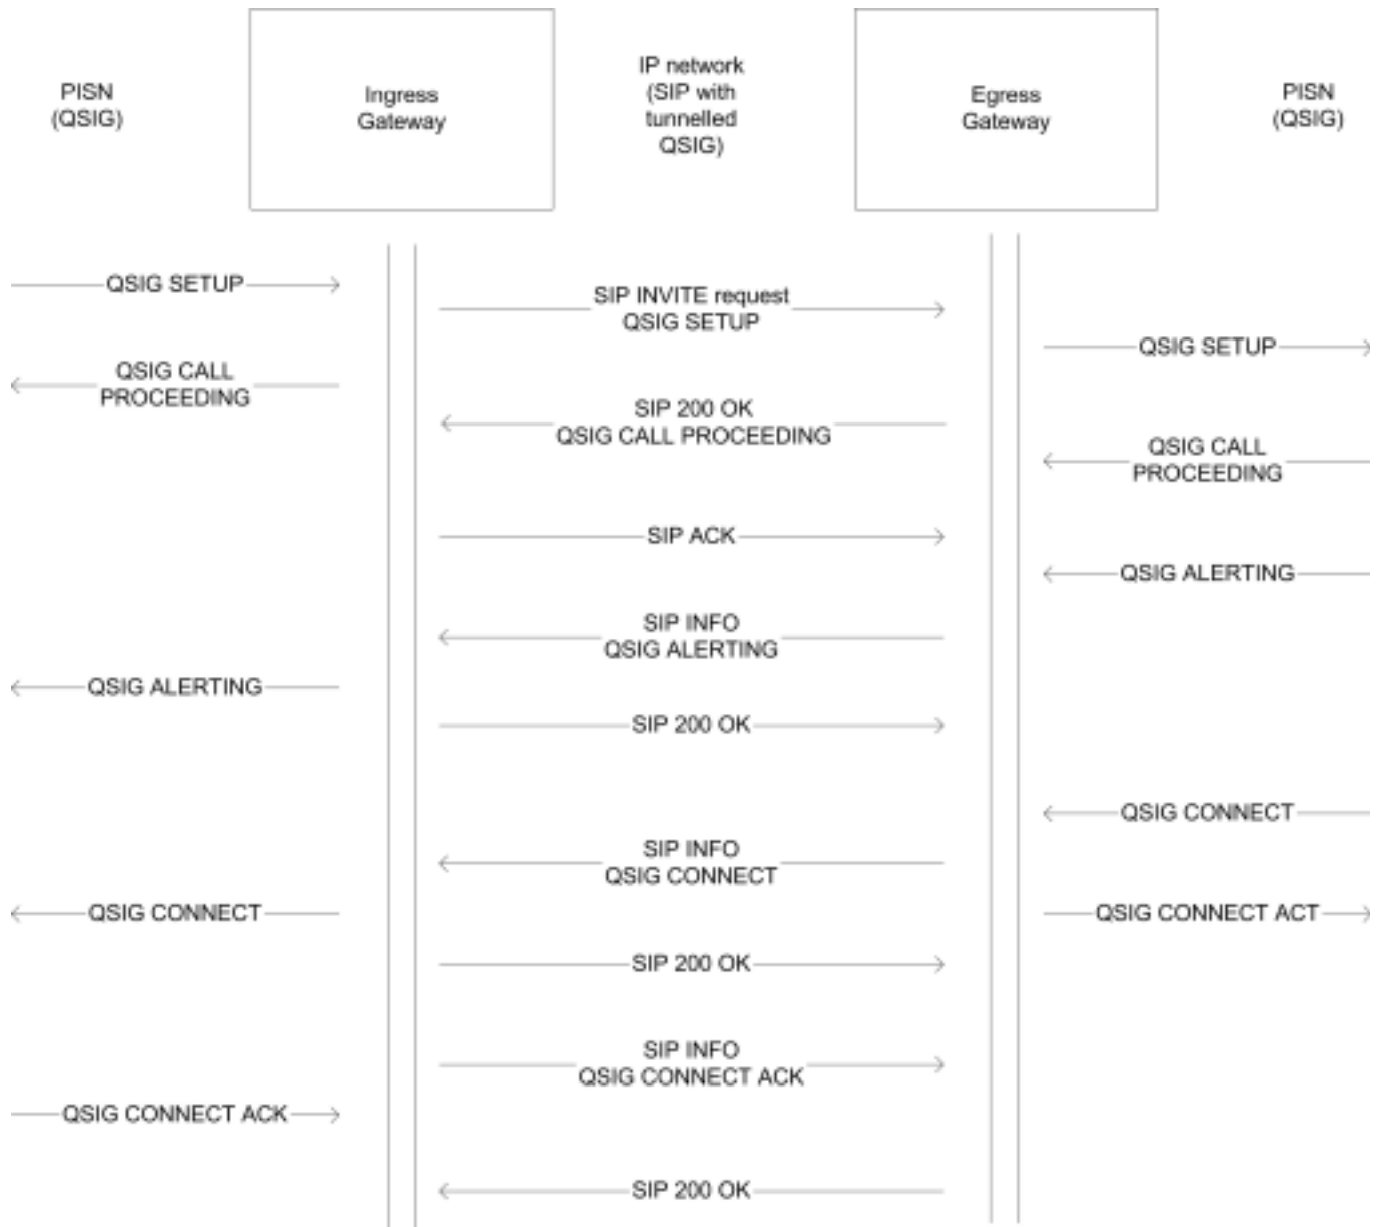 PISN
(QSIG)
Ingress
Gateway
IP network
(SIP with
tunnelled
QSIG)
Egress
Gateway
PISN
(QSIG)
QSIG SETUP
SIP INVITE request
QSIG SETUP
QSIG SETUP
QSIG CALL
PROCEEDING
SIP 200 OK
QSIG CALL PROCEEDING
QSIG CALL
PROCEEDING
SIP ACK
QSIG ALERTING
SIP INFO
QSIG ALERTING
QSIG ALERTING
SIP 200 OK
QSIG CONNECT
SIP INFO
QSIG CONNECT
QSIG CONNECT
QSIG CONNECT ACT
SIP 200 OK
SIP INFO
QSIG CONNECT ACK
QSIG CONNECT ACK
SIP 200 OK